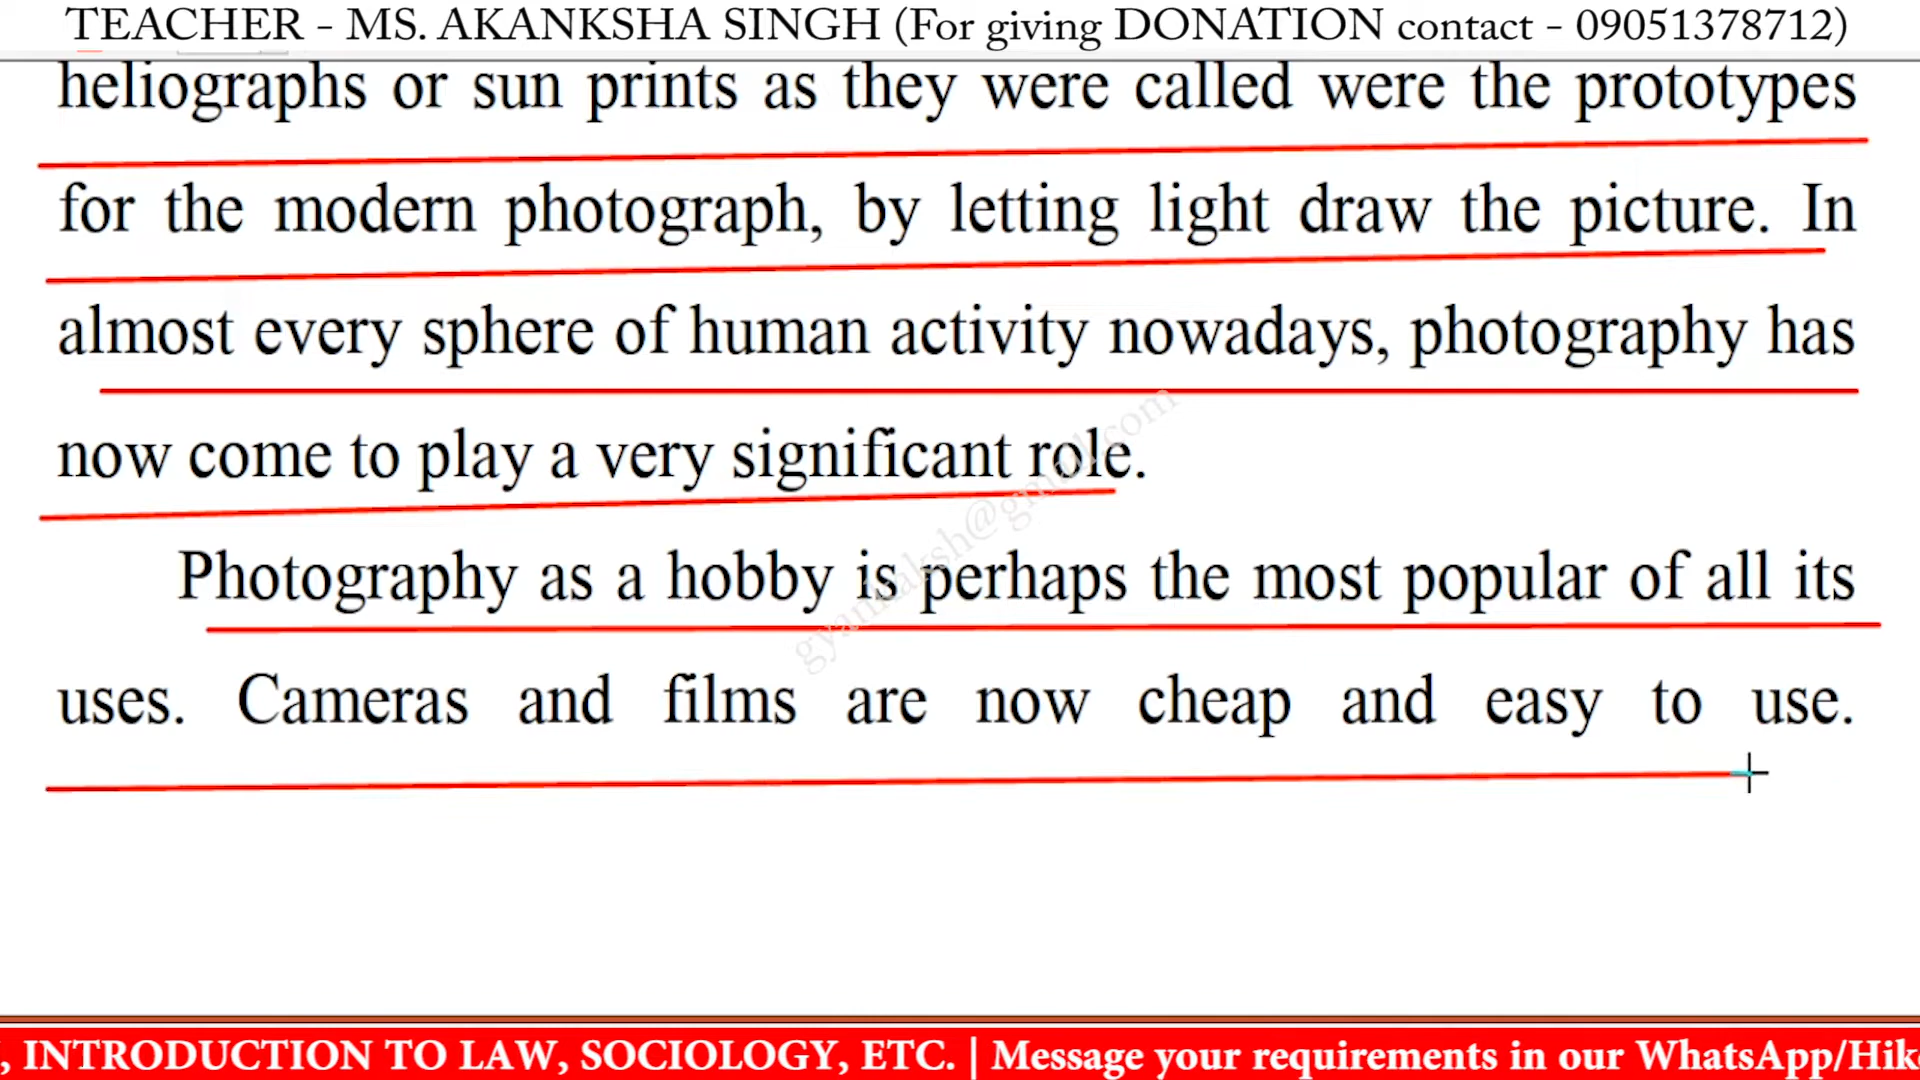 TEACHER - MS. AKANKSHA SINGH (For giving DONATION contact - 09051378712)
heliographs or sun prints as they were called were the prototypes
for the modern photograph, by letting light draw the picture. In
almost every sphere of human activity nowadays, photography has
now come to play a very significant role.
Photography as a hobby is perhaps the most popular of all its
uses. Cameras and films are now cheap and easy to use.
, INTRODUCTION TO LAW, SOCIOLOGY, ETC. | Message your requirements in our WhatsApp/Hik